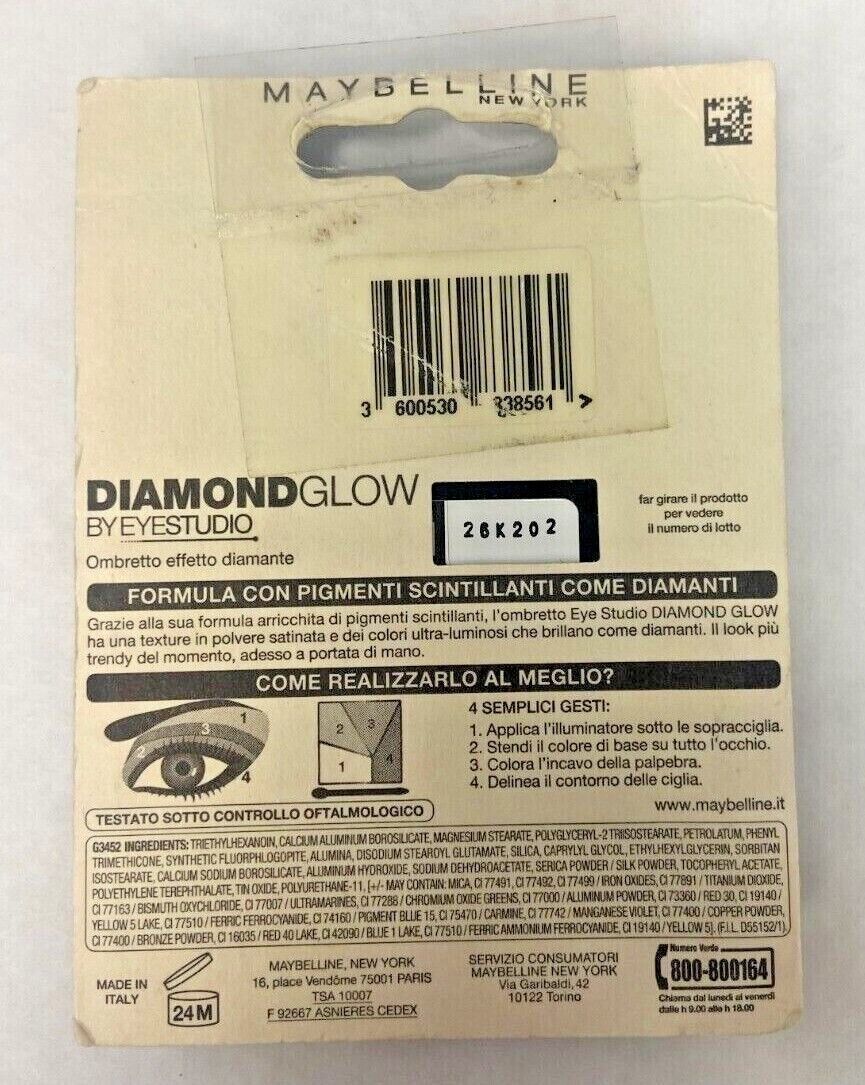 MAYBELLINE
NEW YORK
3 600530 838561 >
DIAMONDGLOW
BY EYESTUDIO
Ombretto effetto diamante
26K202
far girare il prodotto
per vedere
il numero di lotto
FORMULA CON PIGMENTI SCINTILLANTI COME DIAMANTI
Grazie alla sua formula arricchita di pigmenti scintillanti, l'ombretto Eye Studio DIAMOND GLOW
ha una texture in polvere satinata e dei colori ultra-luminosi che brillano come diamanti. Il look più
trendy del momento, adesso a portata di mano.
COME REALIZZARLO AL MEGLIO?
1
3
2
4
2
3
1
4
4 SEMPLICI GESTI:
1. Applica l'illuminatore sotto le sopracciglia.
2. Stendi il colore di base su tutto l'occhio.
3. Colora l'incavo della palpebra.
4. Delinea il contorno delle ciglia.
TESTATO SOTTO CONTROLLO OFTALMOLOGICO
www.maybelline.it
G3452 INGREDIENTS: TRIETHYLHEXANOIN, CALCIUM ALUMINUM BOROSILICATE, MAGNESIUM STEARATE, POLYGLYCERYL-2 TRIISOSTEARATE, PETROLATUM, PHENYL
TRIMETHICONE, SYNTHETIC FLUORPHLOGOPITE, ALUMINA, DISODIUM STEAROYL GLUTAMATE, SILICA, CAPRYLYL GLYCOL, ETHYLHEXYLGLYCERIN, SORBITAN
ISOSTEARATE, CALCIUM SODIUM BOROSILICATE, ALUMINUM HYDROXIDE, SODIUM DEHYDROACETATE, SERICA POWDER / SILK POWDER, TOCOPHERYL ACETATE,
POLYETHYLENE TEREPHTHALATE, TIN OXIDE, POLYURETHANE-11, [+/- MAY CONTAIN: MICA, CI 77491, CI 77492, CI 77499 / IRON OXIDES, CI 77891 / TITANIUM DIOXIDE,
CI 77163 / BISMUTH OXYCHLORIDE, CI 77007 / ULTRAMARINES, CI 77288 / CHROMIUM OXIDE GREENS, CI 77000 / ALUMINUM POWDER, CI 73360 / RED 30, CI 19140 /
YELLOW 5 LAKE, CI 77510 / FERRIC FERROCYANIDE, CI 74160 / PIGMENT BLUE 15, CI 75470 / CARMINE, CI 77742 / MANGANESE VIOLET, CI 77400 / COPPER POWDER,
CI 77400 / BRONZE POWDER, CI 16035 / RED 40 LAKE, CI 42090 / BLUE 1 LAKE, CI 77510 / FERRIC AMMONIUM FERROCYANIDE, CI 19140 / YELLOW 5]. (F.I.L. D55152/1)
MADE IN
ITALY
24M
MAYBELLINE, NEW YORK
16, place Vendôme 75001 PARIS
TSA 10007
F 92667 ASNIERES CEDEX
SERVIZIO CONSUMATORI
MAYBELLINE NEW YORK
Via Garibaldi, 42
10122 Torino
Numero Verde
800-800164
Chiama dal lunedì al venerdì
dalle h 9.00 alle h 18.00